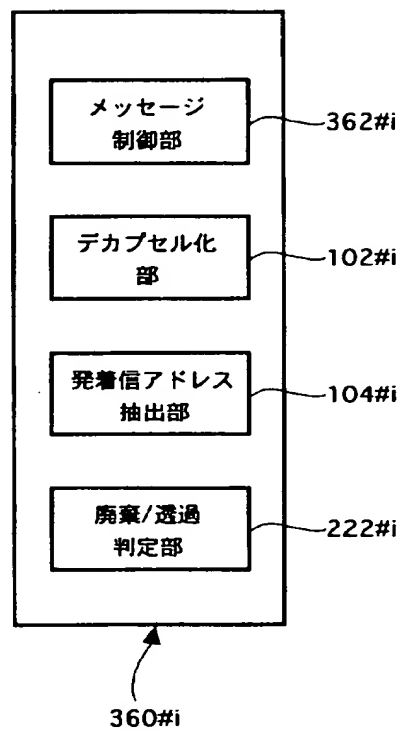 メッセージ
制御部
362#i
デカプセル化
部
102#i
発着信アドレス
抽出部
104#i
廃棄/透過
判定部
222#i
360#i